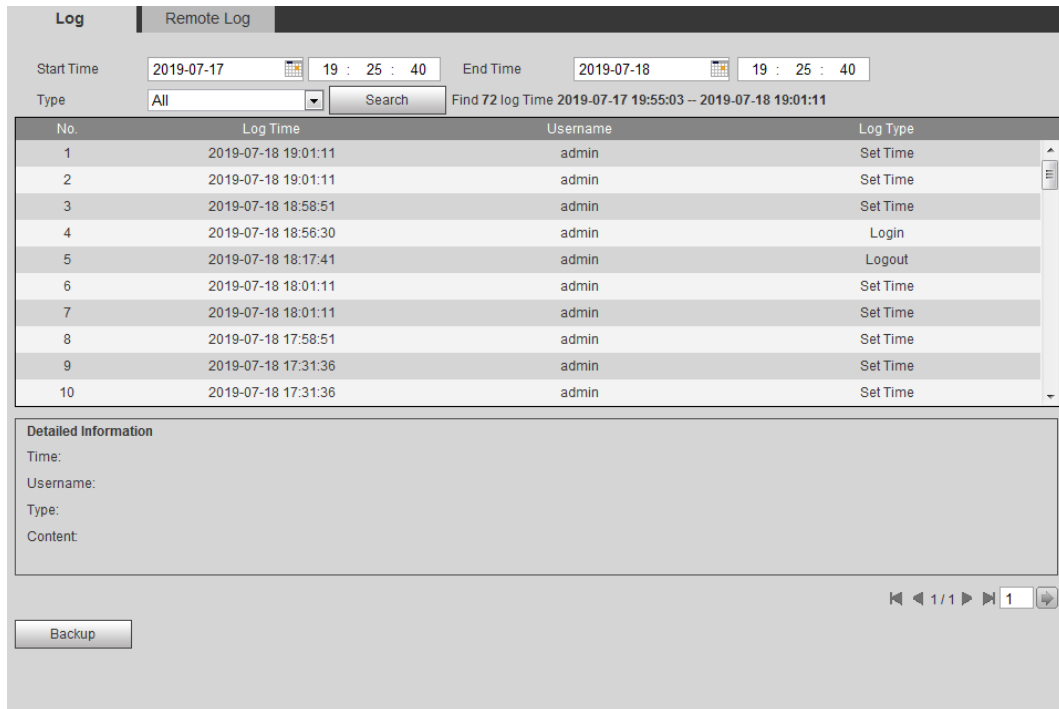 Log Remote Log
Start Time 2019-07-17 19 : 25 : 40 End Time 2019-07-18 19 : 25 : 40
Type All Search Find 72 log Time 2019-07-17 19:55:03 -- 2019-07-18 19:01:11
No. Log Time Username Log Type
1 2019-07-18 19:01:11 admin Set Time
2 2019-07-18 19:01:11 admin Set Time
3 2019-07-18 18:58:51 admin Set Time
4 2019-07-18 18:56:30 admin Login
5 2019-07-18 18:17:41 admin Logout
6 2019-07-18 18:01:11 admin Set Time
7 2019-07-18 18:01:11 admin Set Time
8 2019-07-18 17:58:51 admin Set Time
9 2019-07-18 17:31:36 admin Set Time
10 2019-07-18 17:31:36 admin Set Time
Detailed Information
Time:
Username:
Type:
Content:
1 / 1 1
Backup